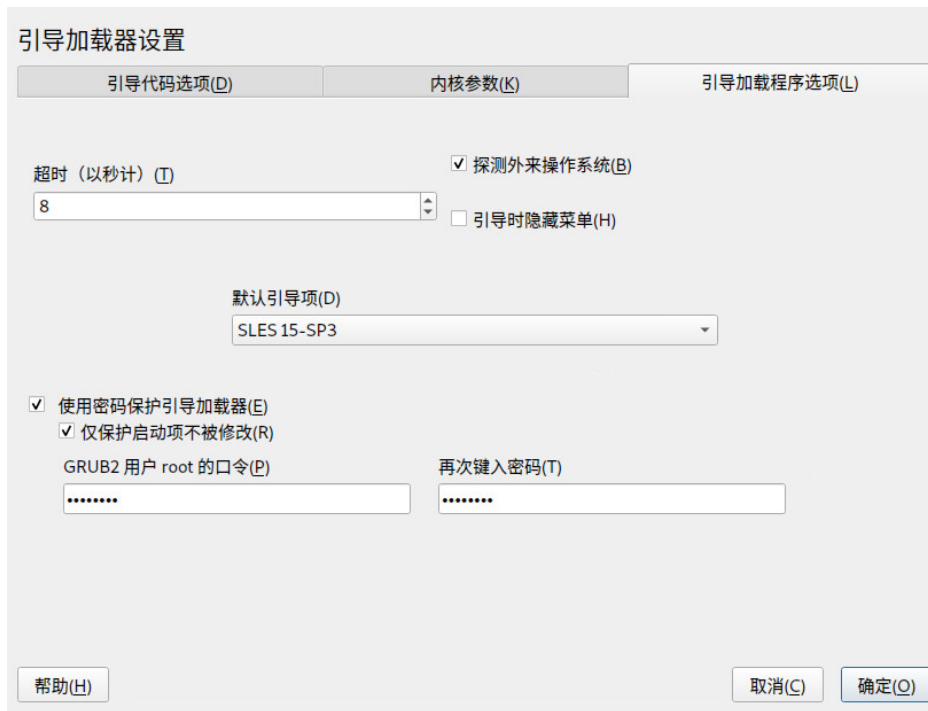 引导加载器设置
引导代码选项(D)
内核参数(K)
引导加载程序选项(L)
超时（以秒计）(T)
8
探测外来操作系统(B)
引导时隐藏菜单(H)
默认引导项(D)
SLES 15-SP3
使用密码保护引导加载器(E)
仅保护启动项不被修改(R)
GRUB2 用户 root 的口令(P)
再次键入密码(T)
••••••••
••••••••
帮助(H)
取消(C)
确定(O)